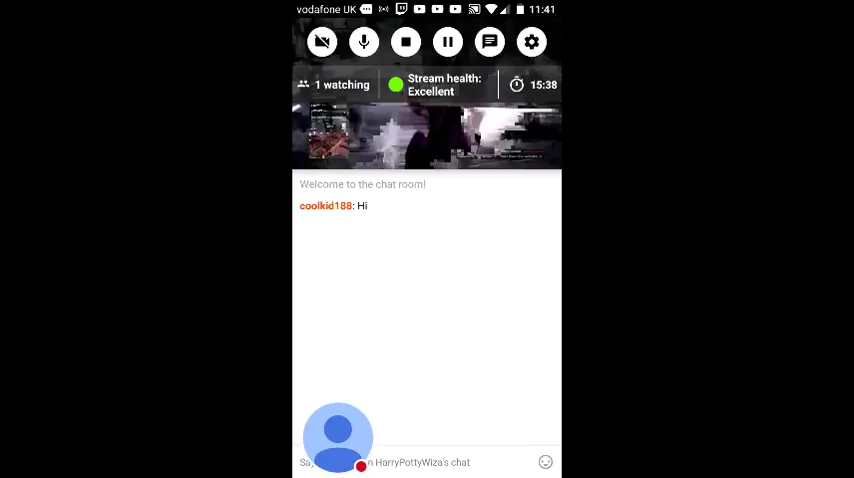 vodafone UK 11:41
1 watching
Stream health:
Excellent
15:38
Welcome to the chat room!
coolkid188: Hi
HarryPottyWiza's chat